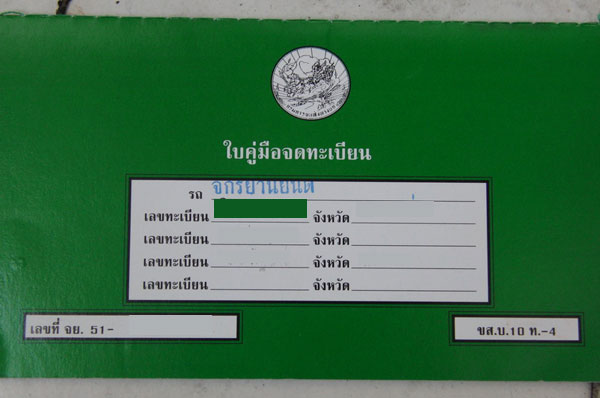 ใบคู่มือจดทะเบียน
รถ จักรยานยนต์
เลขทะเบียน จังหวัด
เลขทะเบียน จังหวัด
เลขทะเบียน จังหวัด
เลขทะเบียน จังหวัด
เลขที่ จย. 51-
ขส.บ.10 ท.-4